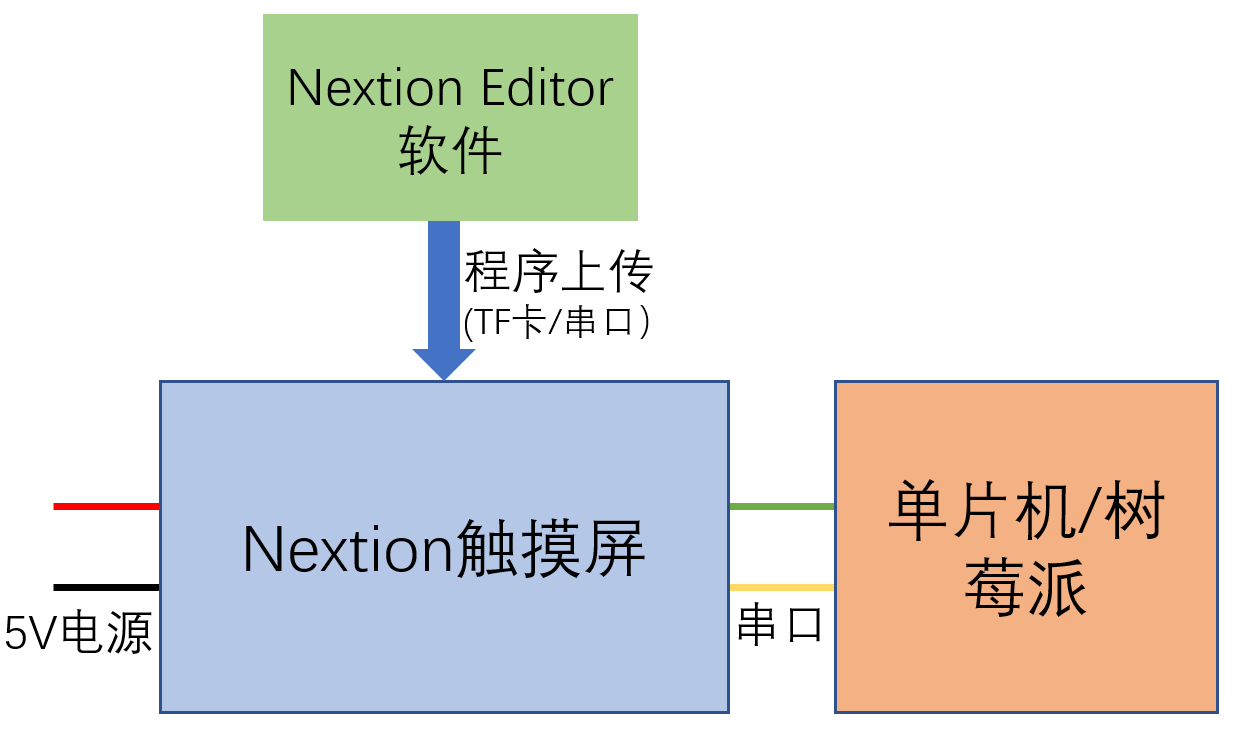 Nextion Editor
软件
程序上传
(TF卡/串口）
Nextion触摸屏
单片机/树
莓派
5V电源
串口